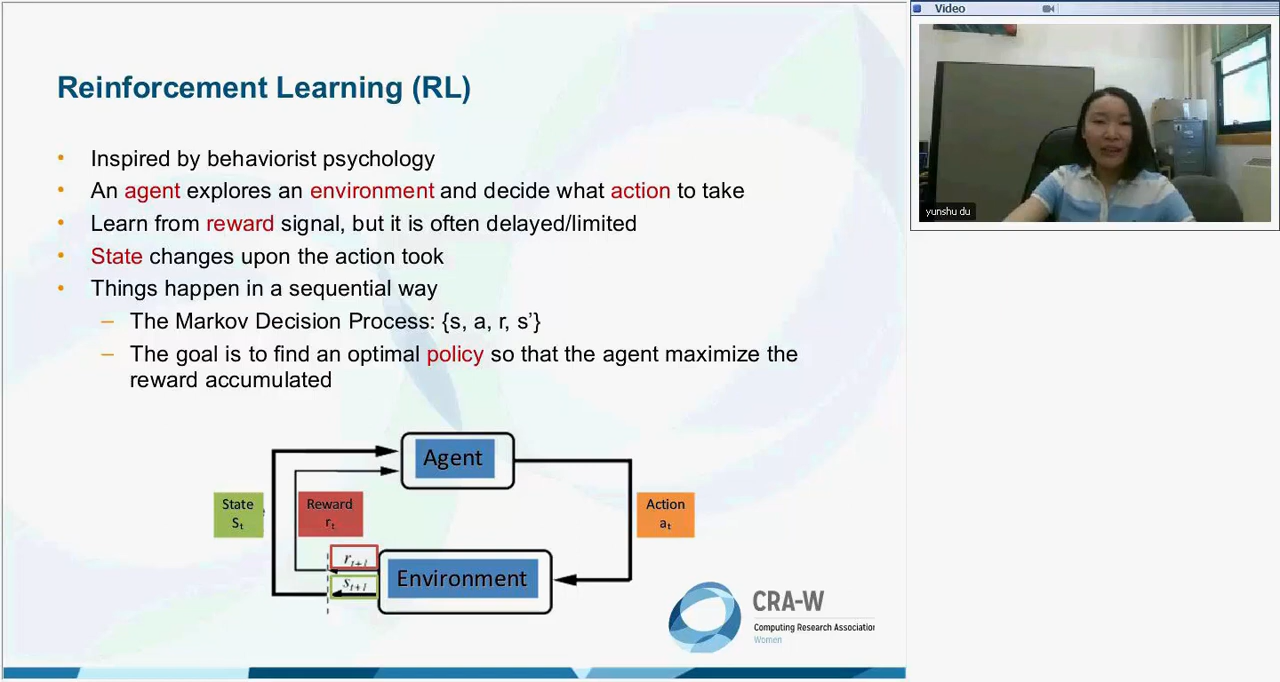 Reinforcement Learning (RL)
• Inspired by behaviorist psychology
• An agent explores an environment and decide what action to take
• Learn from reward signal, but it is often delayed/limited
• State changes upon the action took
• Things happen in a sequential way
– The Markov Decision Process: {s, a, r, s’}
– The goal is to find an optimal policy so that the agent maximize the
reward accumulated
Agent
State
St
Reward
rt
Action
at
rt+1
st+1
Environment
CRA-W
Computing Research Association
Women
Video
yunshu du